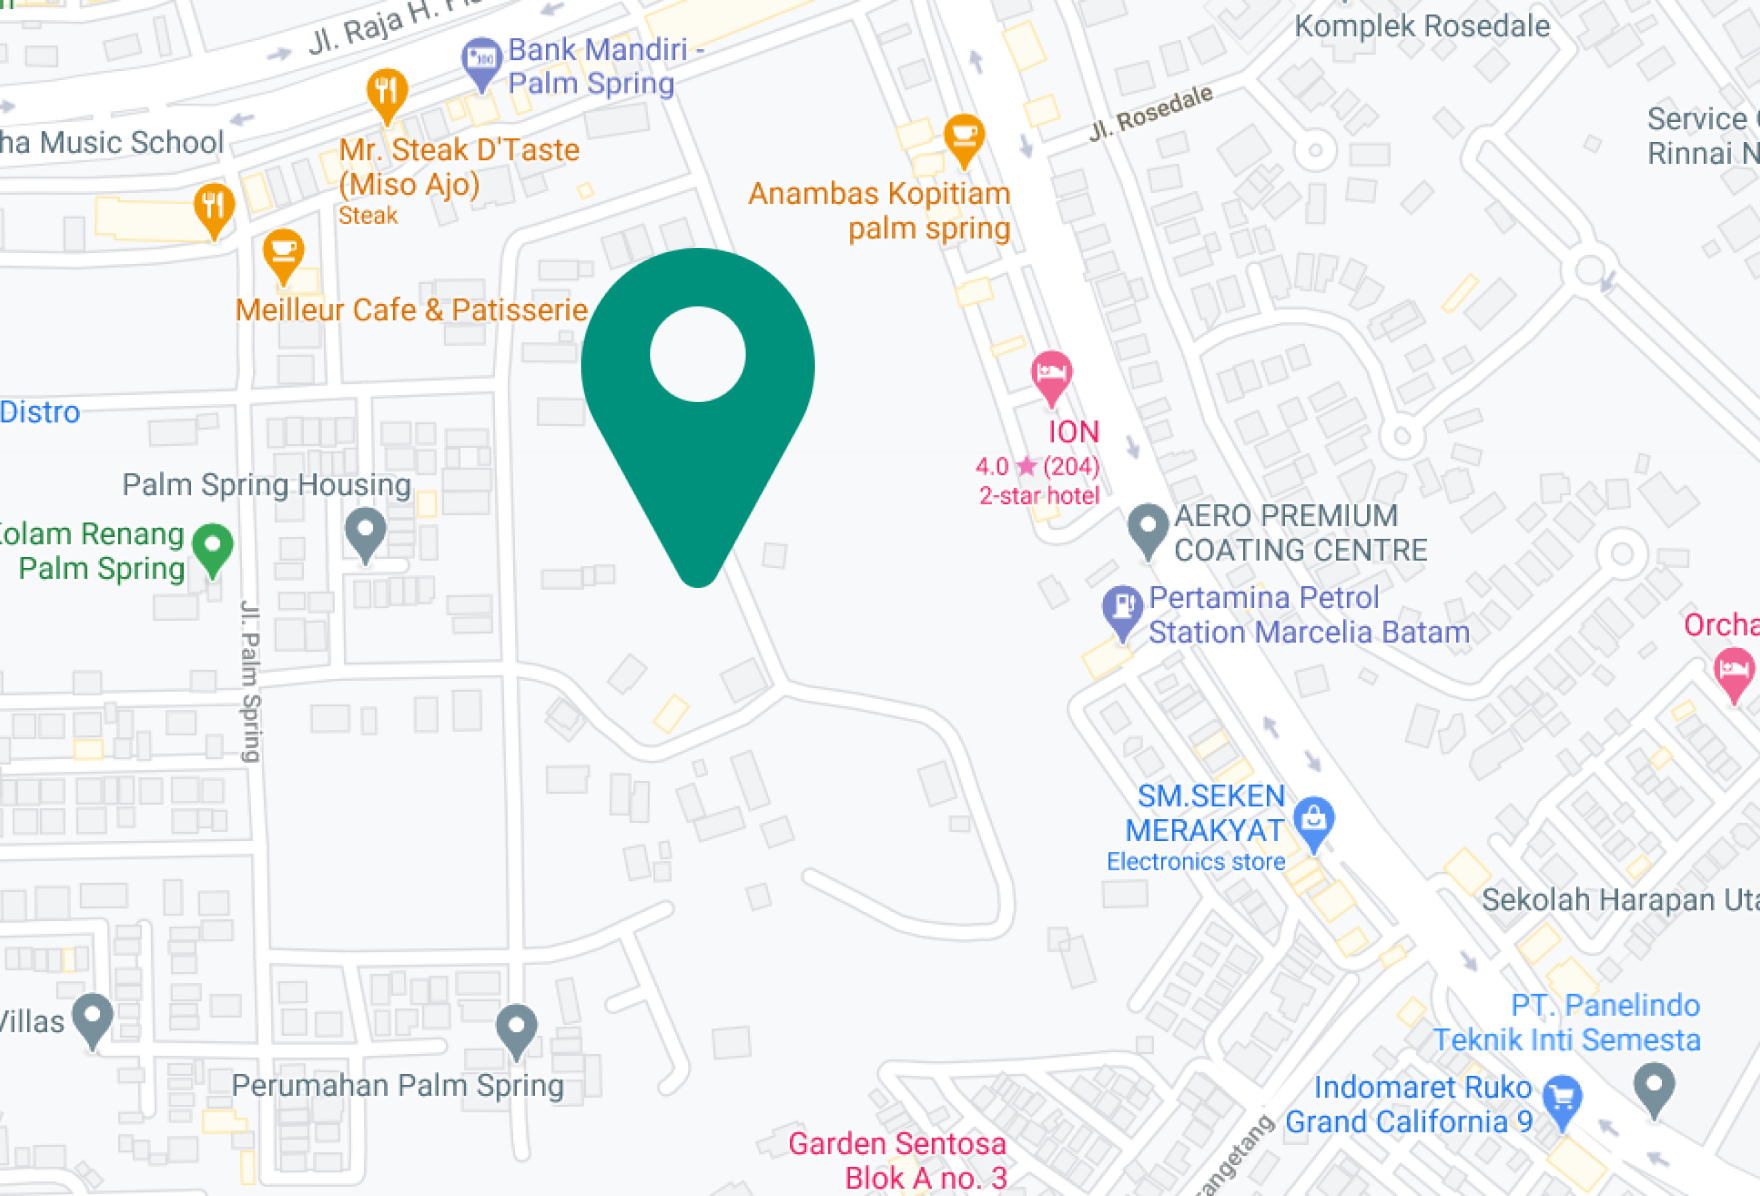 Komplek Rosedale
Jl. Raja H.
Bank Mandiri -
Palm Spring
Jl. Rosedale
Service
Rinnai
Music School
Mr. Steak D'Taste
(Miso Ajo)
Steak
Anambas Kopitiam
palm spring
Meilleur Cafe & Patisserie
Distro
ION
4.0 ★ (204)
2-star hotel
Palm Spring Housing
AERO PREMIUM
COATING CENTRE
Renang
Palm Spring
Pertamina Petrol
Station Marcelia Batam
Jl. Palm Spring
SM.SEKEN
MERAKYAT
Electronics store
Sekolah Harapan
Villas
PT. Panelindo
Teknik Inti Semesta
Perumahan Palm Spring
Indomaret Ruko
Grand California 9
Garden Sentosa
Blok A no. 3